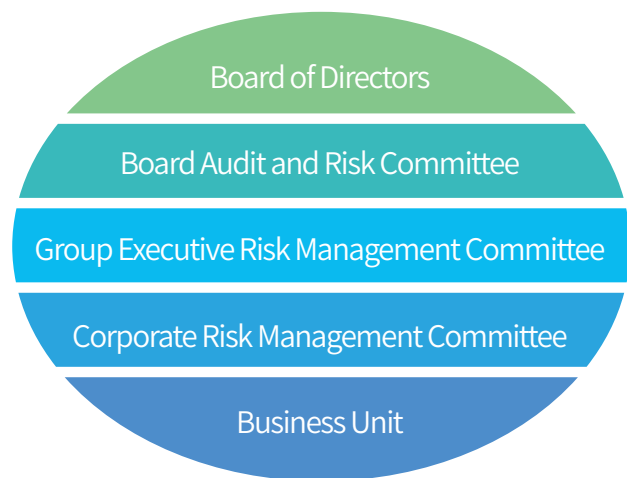 Board of Directors
Board Audit and Risk Committee
Group Executive Risk Management Committee
Corporate Risk Management Committee
Business Unit